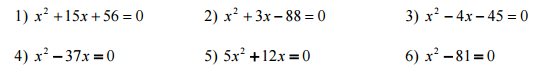 1) x² + 15x + 56 = 0 2) x² + 3x – 88 = 0 3) x² – 4x – 45 = 0
4) x² – 37x = 0 5) 5x² + 12x = 0 6) x² – 81 = 0